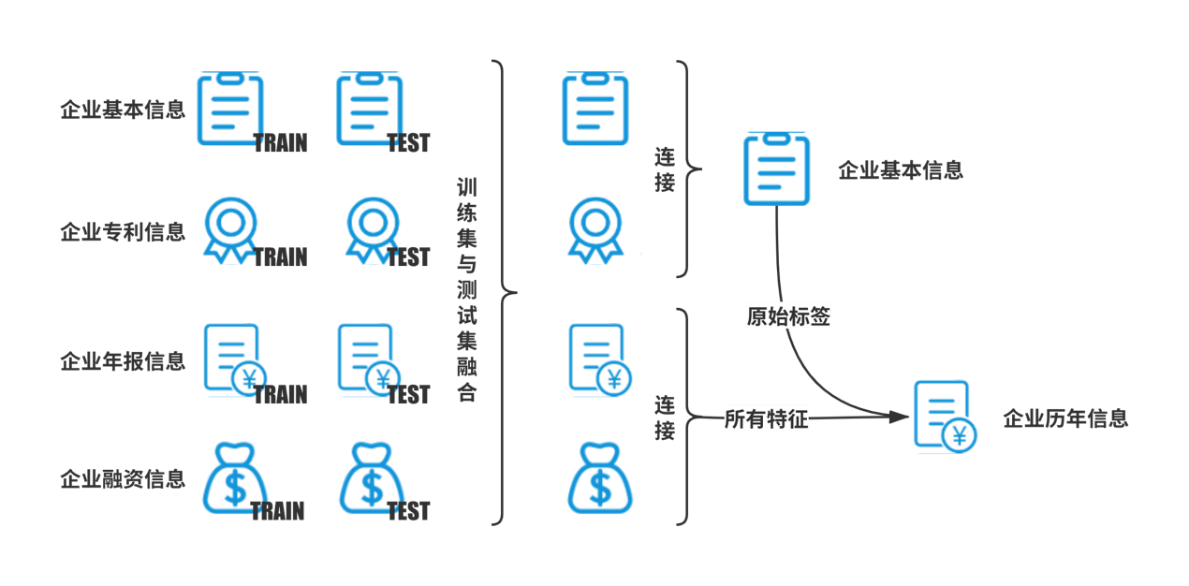 企业基本信息
TRAIN
TEST
企业专利信息
TRAIN
TEST
企业年报信息
¥
TRAIN
¥
TEST
企业融资信息
$
TRAIN
$
TEST
训练集与测试集融合
¥
$
连接
连接
企业基本信息
原始标签
所有特征
¥
企业历年信息